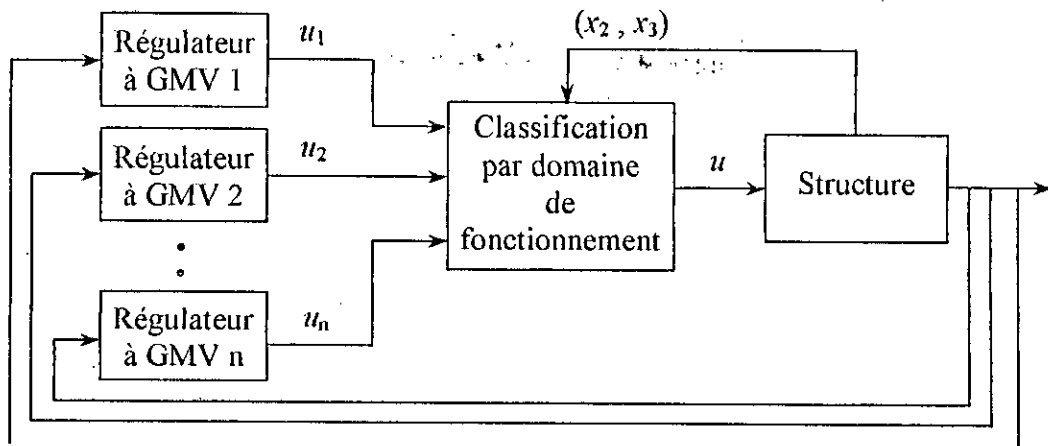 (x₂ , x₃)
Régulateur
à GMV 1
u₁
Régulateur
à GMV 2
u₂
Régulateur
à GMV n
uₙ
Classification
par domaine
de
fonctionnement
u
Structure